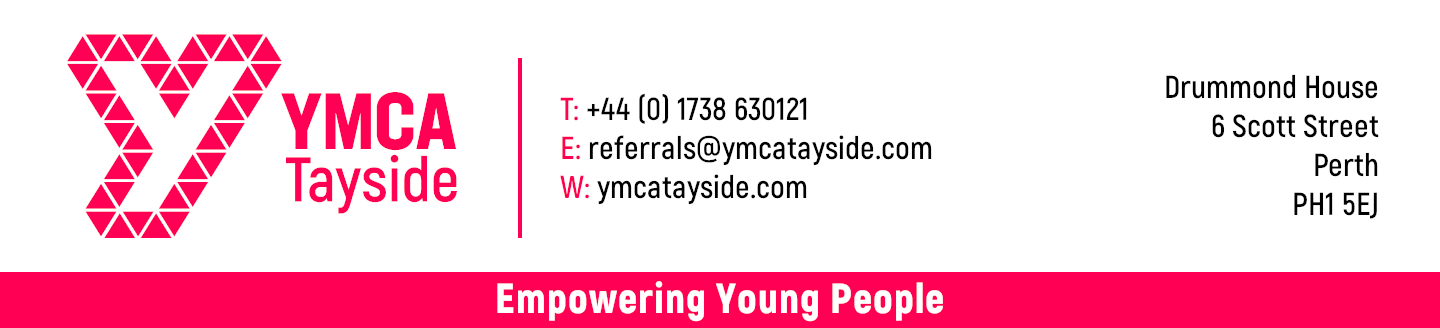 YMCA
Tayside
T: +44 (0) 1738 630121
E: referrals@ymcatayside.com
W: ymcatayside.com
Drummond House
6 Scott Street
Perth
PH1 5EJ
Empowering Young People